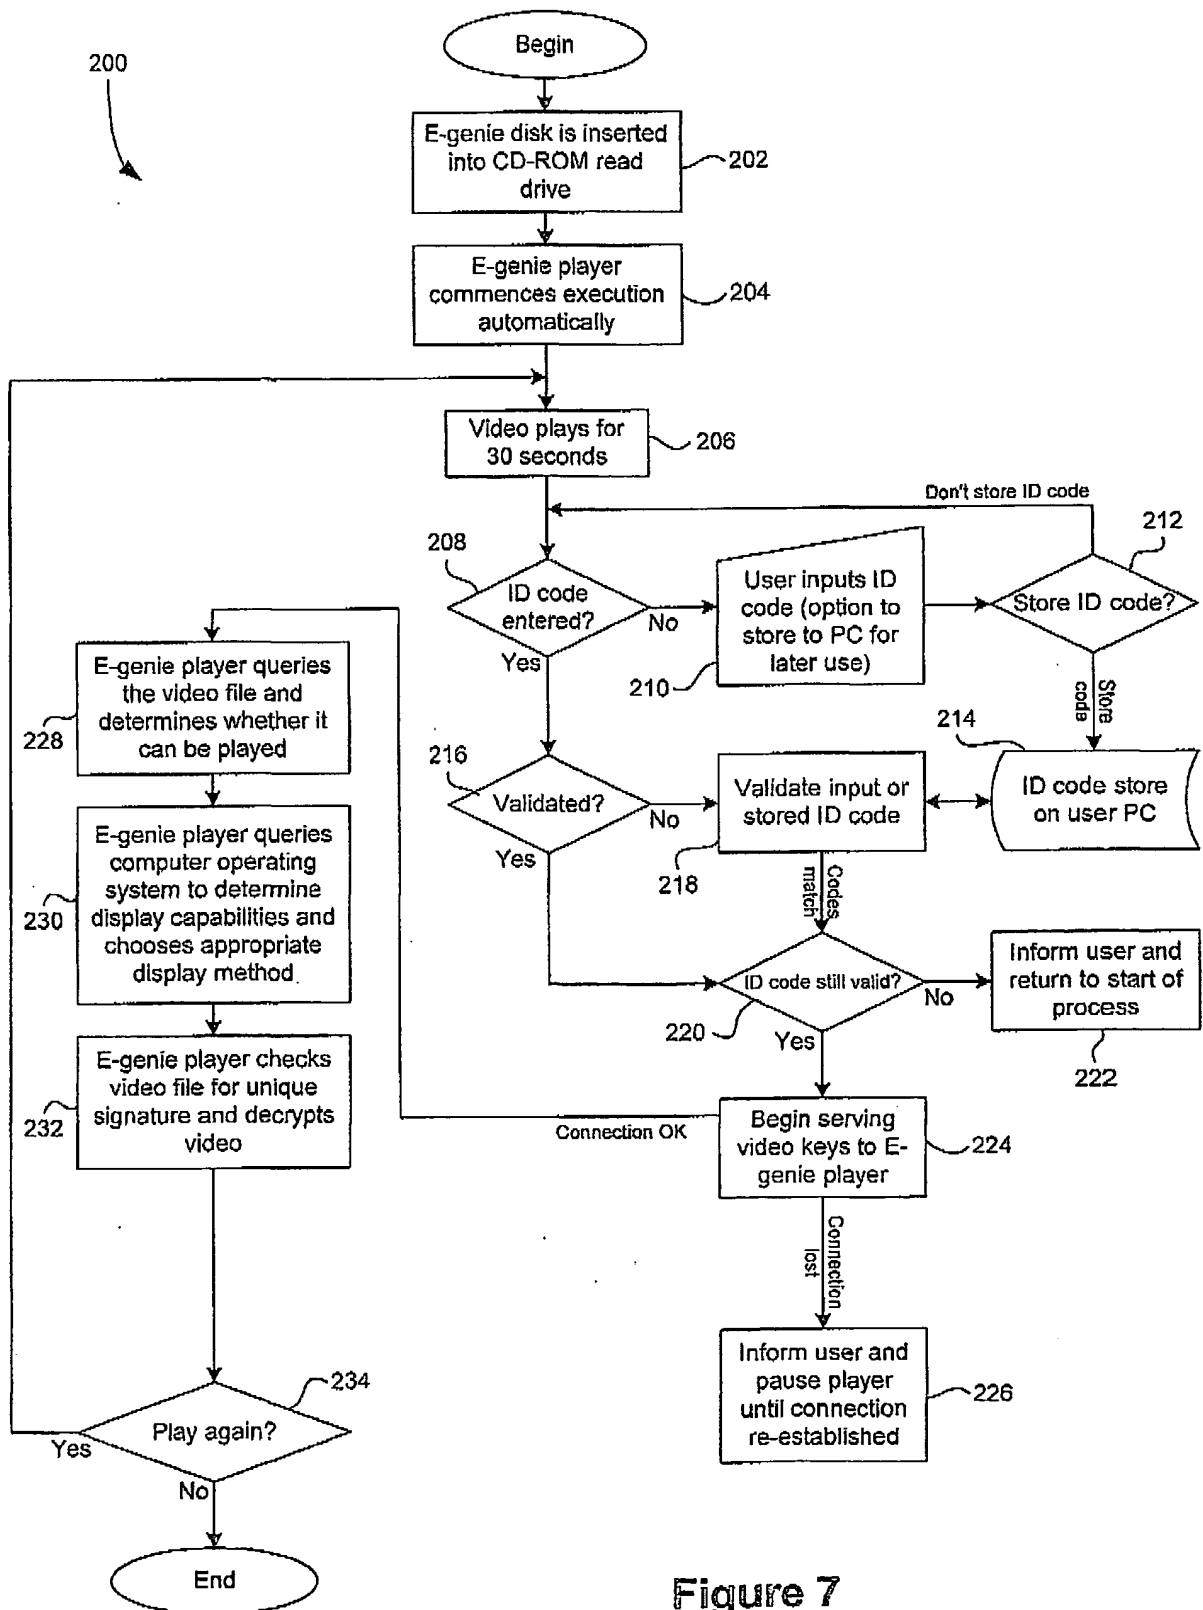 Begin
200
E-genie disk is inserted
into CD-ROM read
drive
202
E-genie player
commences execution
automatically
204
Video plays for
30 seconds
206
Don't store ID code
208
ID code
entered?
No
Yes
User inputs ID
code (option to
store to PC for
later use)
210
212
Store ID code?
Store
code
214
ID code store
on user PC
216
Validated?
No
Yes
Validate input or
stored ID code
218
Codes
match
ID code still valid?
220
No
Yes
Inform user and
return to start of
process
222
Begin serving
video keys to E-
genie player
224
Connection OK
Connection
lost
Inform user and
pause player
until connection
re-established
226
E-genie player queries
the video file and
determines whether it
can be played
228
E-genie player queries
computer operating
system to determine
display capabilities and
chooses appropriate
display method
230
E-genie player checks
video file for unique
signature and decrypts
video
232
234
Play again?
Yes
No
End
Figure 7